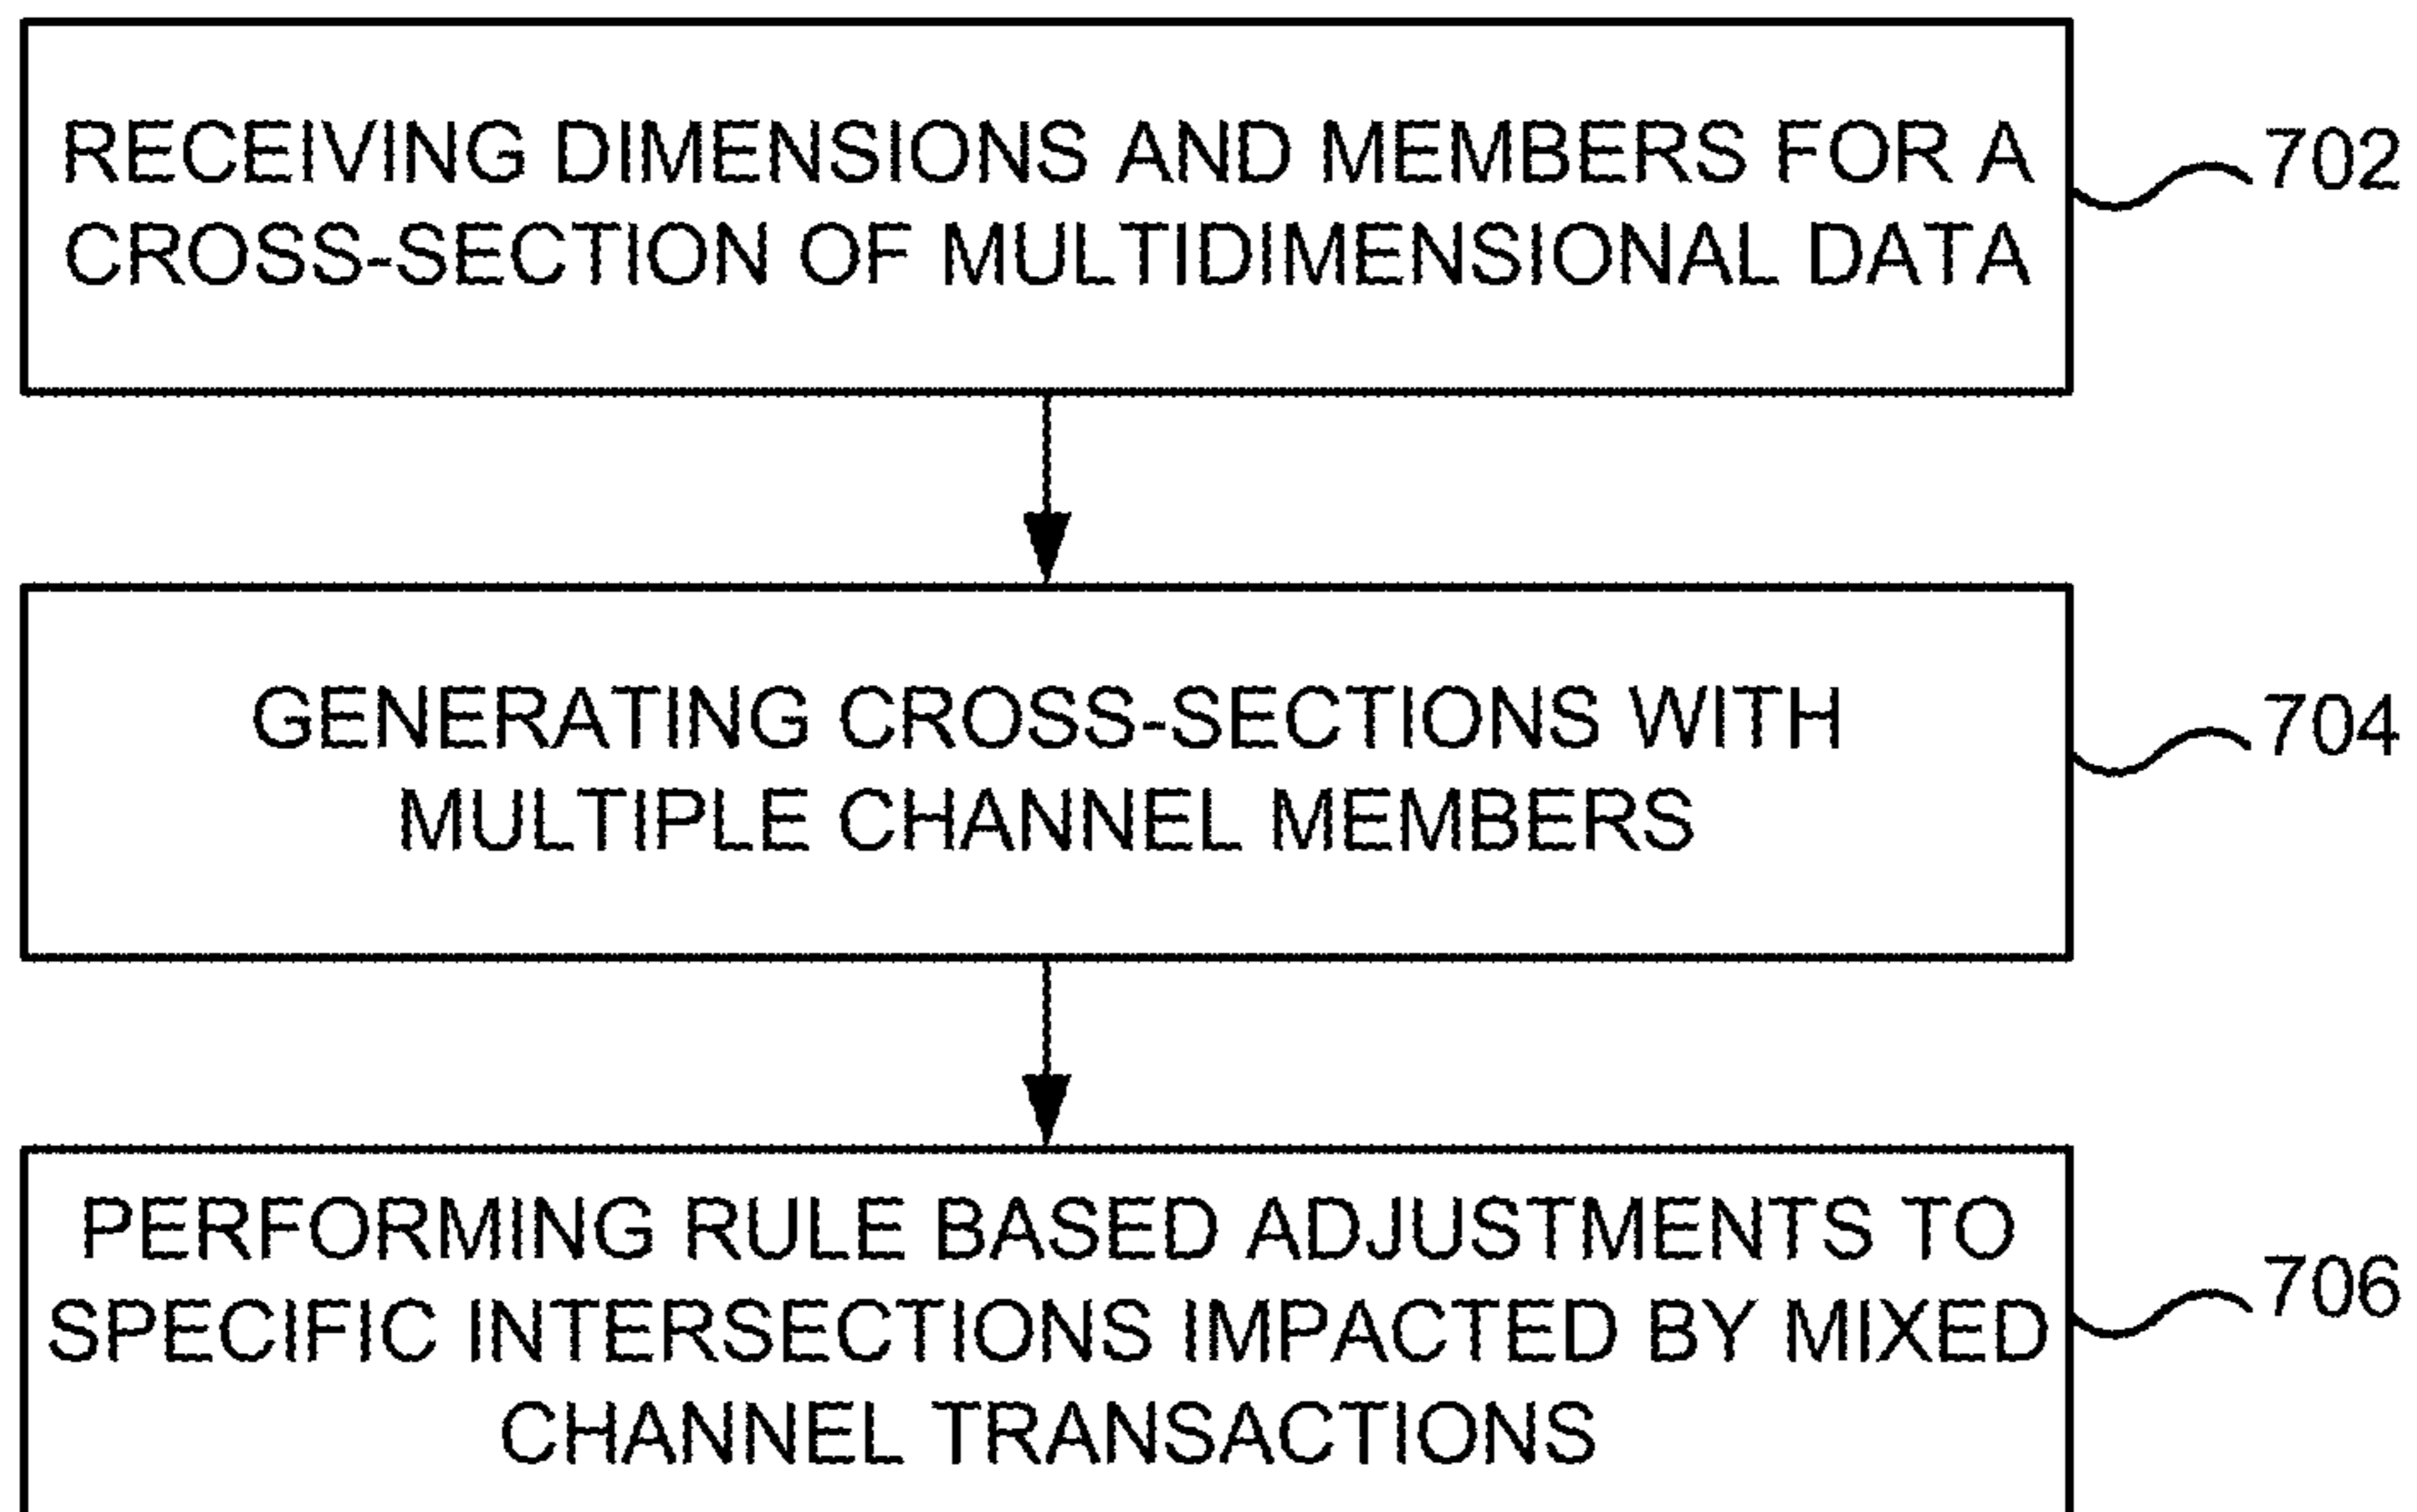 RECEIVING DIMENSIONS AND MEMBERS FOR A
CROSS-SECTION OF MULTIDIMENSIONAL DATA
702
GENERATING CROSS-SECTIONS WITH
MULTIPLE CHANNEL MEMBERS
704
PERFORMING RULE BASED ADJUSTMENTS TO
SPECIFIC INTERSECTIONS IMPACTED BY MIXED
CHANNEL TRANSACTIONS
706